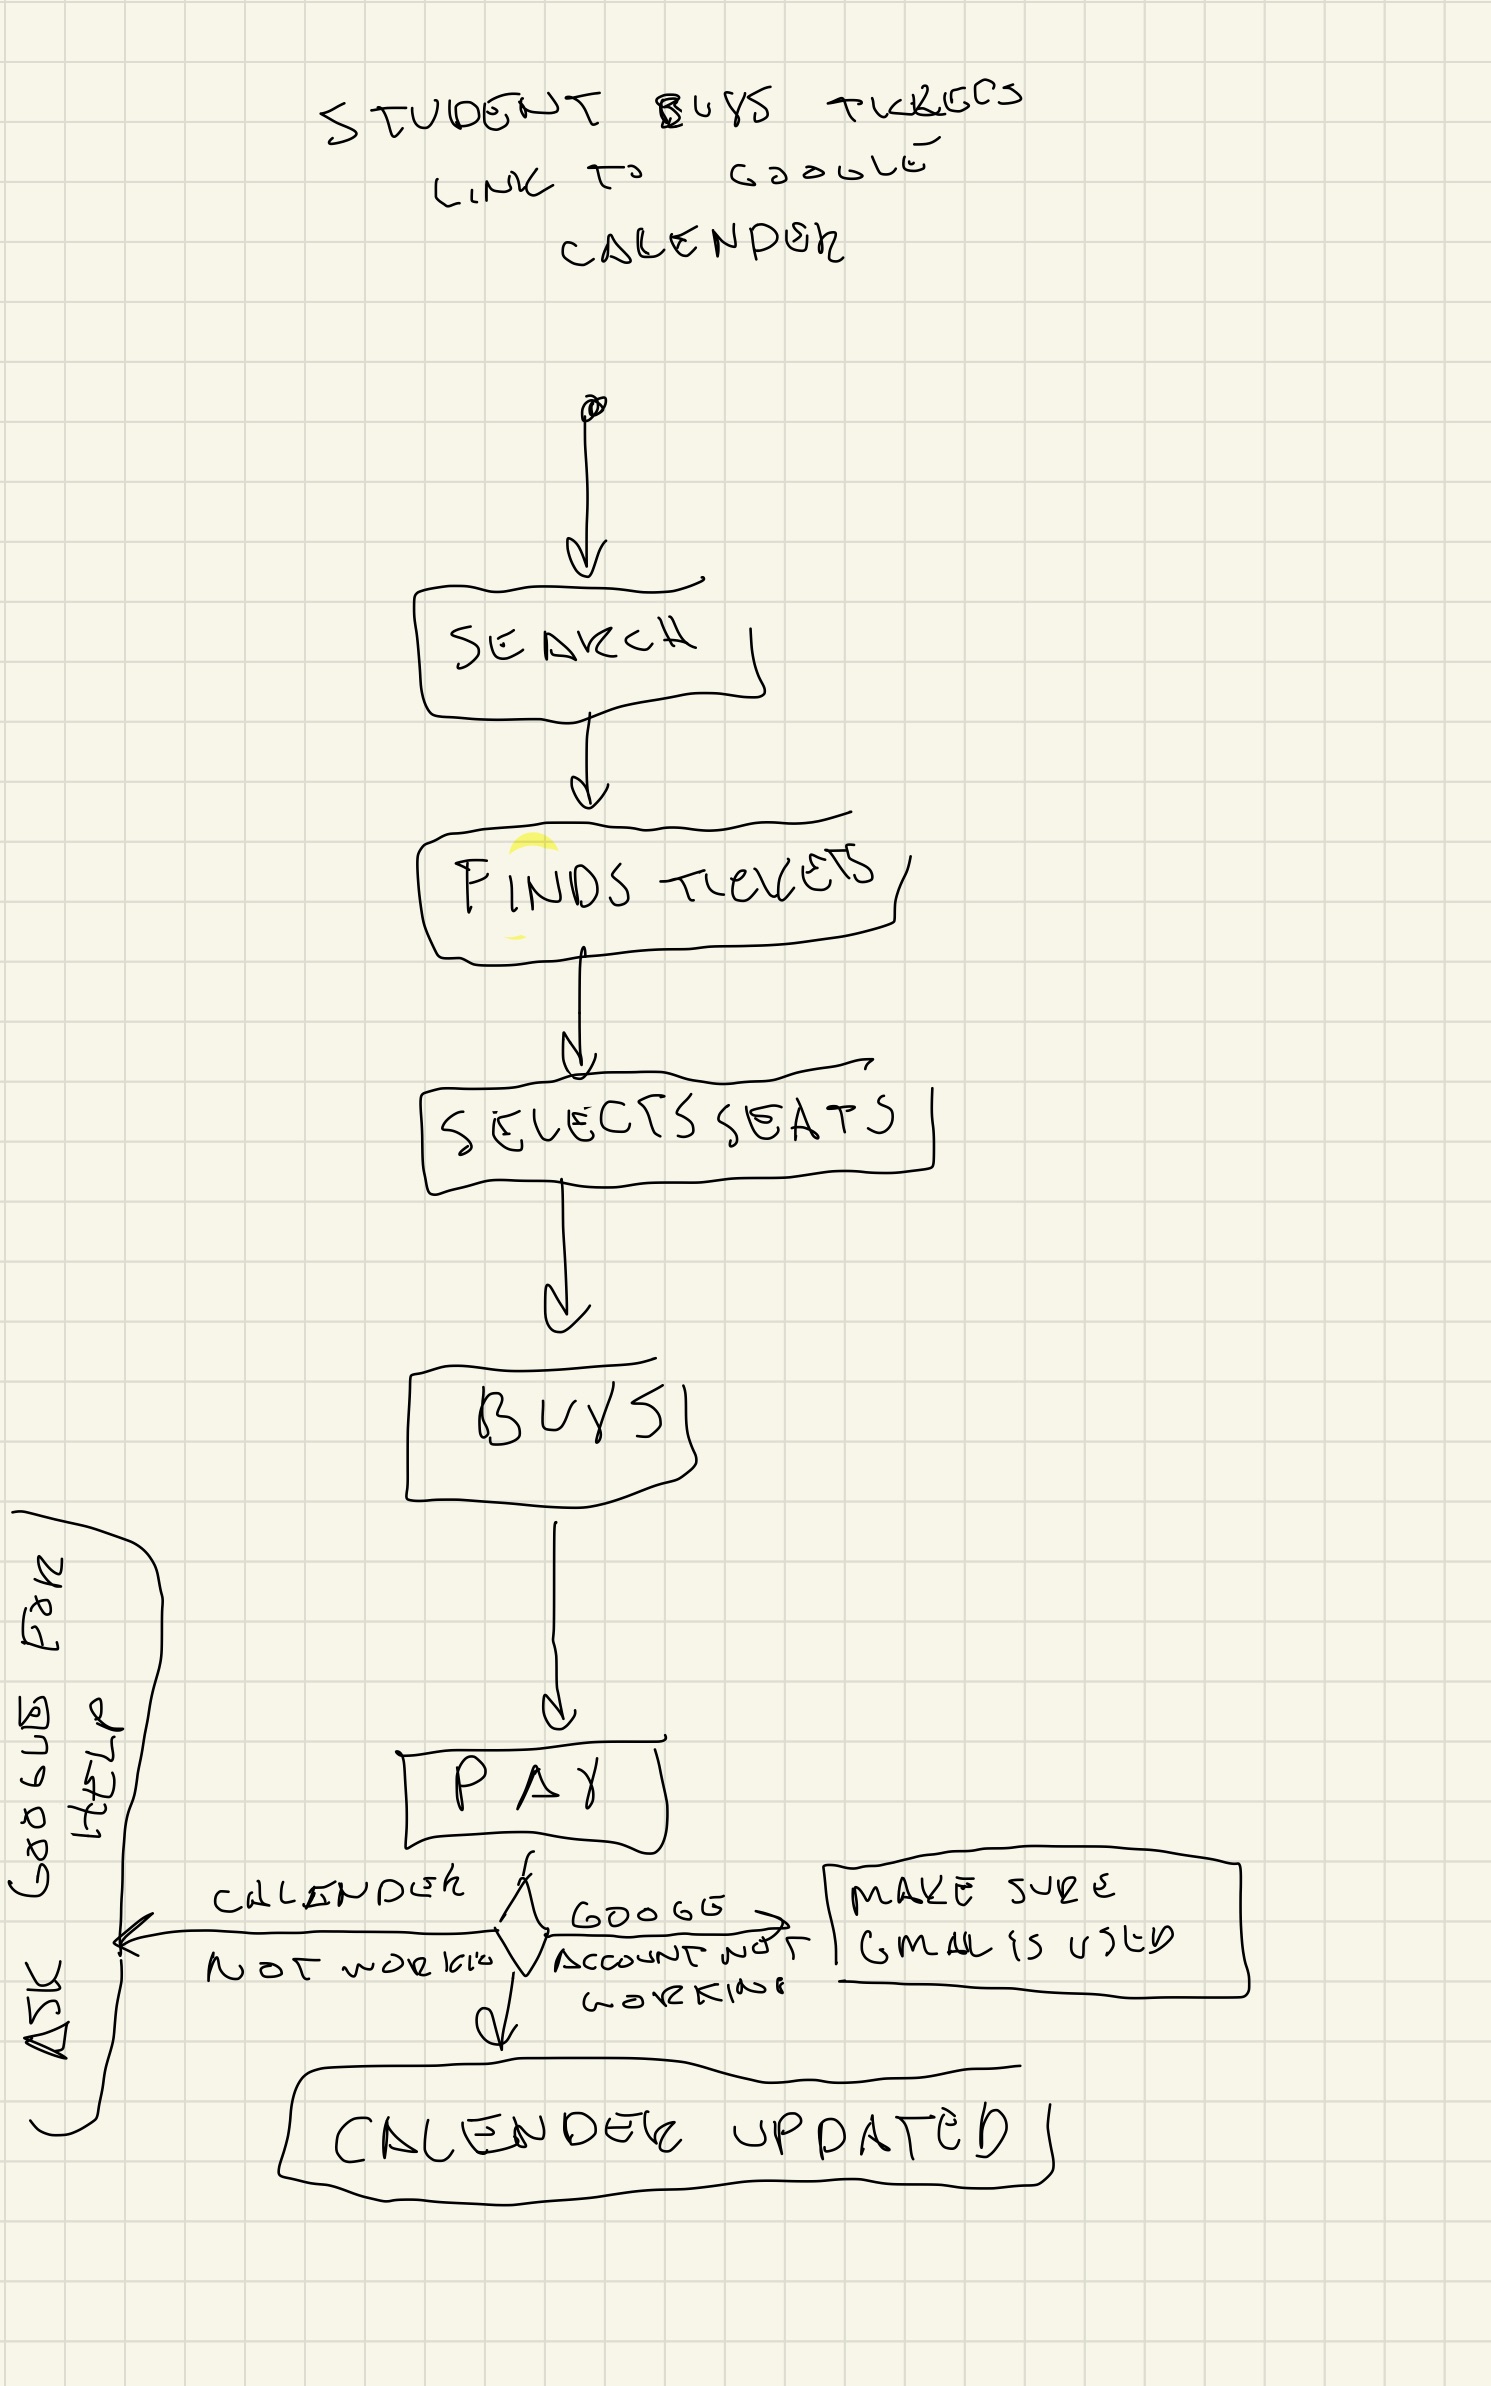 STUDENT BUYS TICKETS
LINK TO GOOGLE
CALENDER
SEARCH
FINDS TICKETS
SELECTS SEATS
BUYS
PAY
CALENDER
NOT WORKING
GOOGE
ACCOUNT NOT
WORKING
MAKE SURE
GMAIL IS USED
ASK GOOGLE FOR
HELP
CALENDER UPDATED